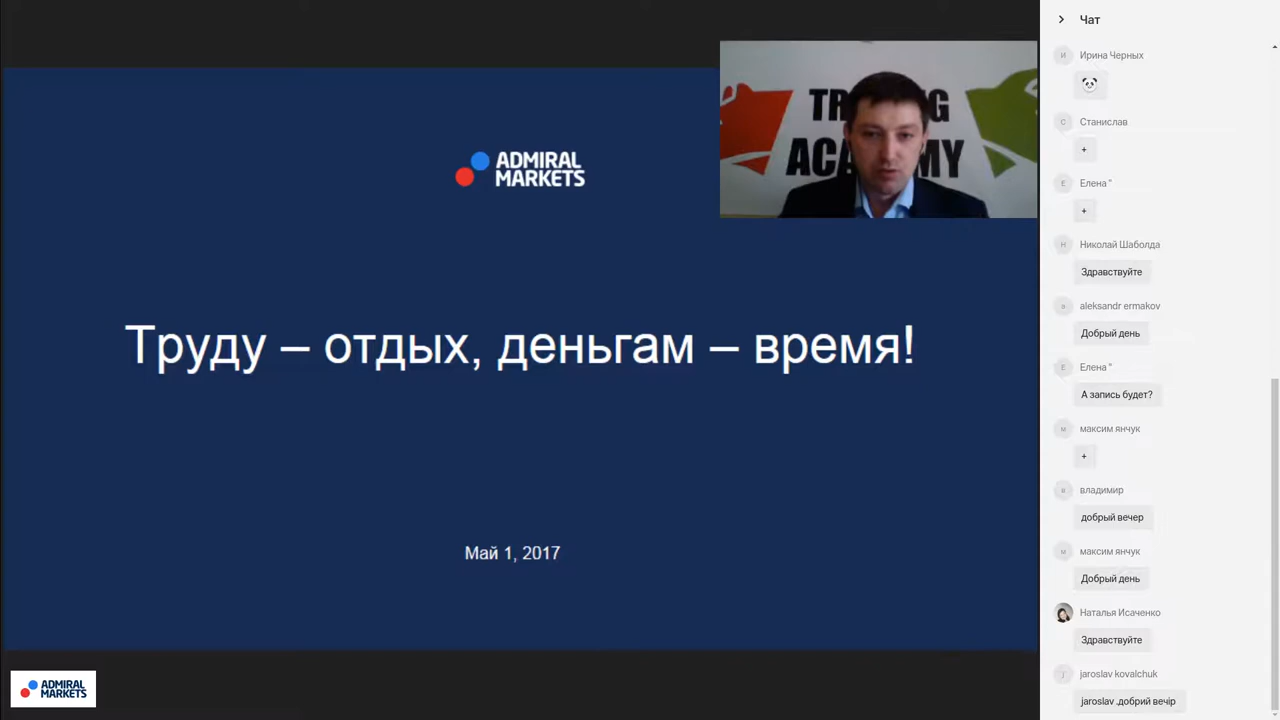 ADMIRAL
MARKETS
Труду – отдых, деньгам – время!
Май 1, 2017
ADMIRAL
MARKETS
Чат
И
Ирина Черных
С
Станислав
+
Е
Елена "
+
Н
Николай Шаболда
Здравствуйте
a
aleksandr ermakov
Добрый день
Е
Елена "
А запись будет?
м
максим янчук
+
в
владимир
добрый вечер
м
максим янчук
Добрый день
Наталья Исаченко
Здравствуйте
j
jaroslav kovalchuk
jaroslav ,добрий вечір